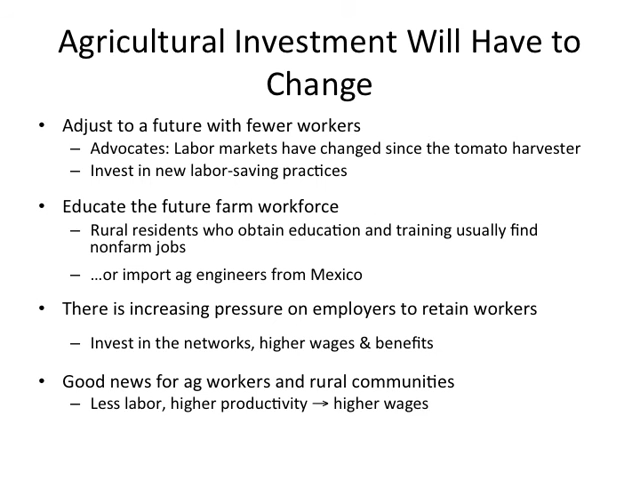 Agricultural Investment Will Have to
Change
• Adjust to a future with fewer workers
– Advocates: Labor markets have changed since the tomato harvester
– Invest in new labor-saving practices
• Educate the future farm workforce
– Rural residents who obtain education and training usually find
nonfarm jobs
– …or import ag engineers from Mexico
• There is increasing pressure on employers to retain workers
– Invest in the networks, higher wages & benefits
• Good news for ag workers and rural communities
– Less labor, higher productivity → higher wages